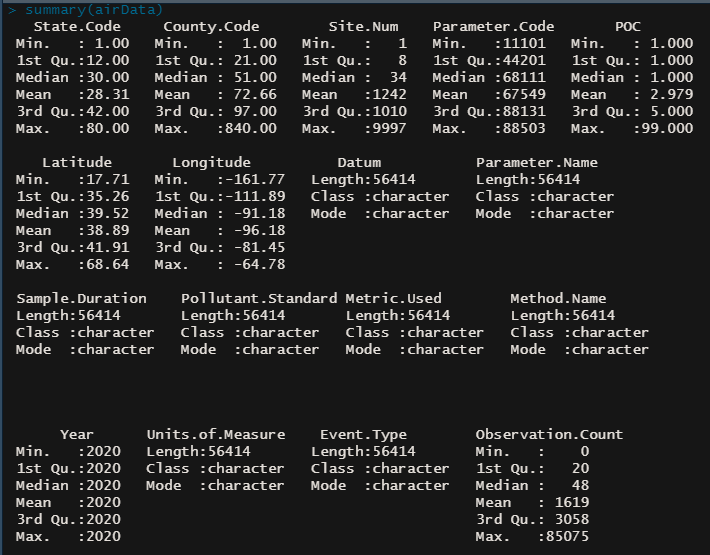 > summary(airData)
   State.Code     County.Code        Site.Num    Parameter.Code       POC
 Min.   : 1.00   Min.   :  1.00   Min.   :   1   Min.   :11101   Min.   : 1.000
 1st Qu.:12.00   1st Qu.: 21.00   1st Qu.:   8   1st Qu.:44201   1st Qu.: 1.000
 Median :30.00   Median : 51.00   Median :  34   Median :68111   Median : 1.000
 Mean   :28.31   Mean   : 72.66   Mean   :1242   Mean   :67549   Mean   : 2.979
 3rd Qu.:42.00   3rd Qu.: 97.00   3rd Qu.:1010   3rd Qu.:88131   3rd Qu.: 5.000
 Max.   :80.00   Max.   :840.00   Max.   :9997   Max.   :88503   Max.   :99.000
    Latitude       Longitude          Datum           Parameter.Name
 Min.   :17.71   Min.   :-161.77   Length:56414       Length:56414
 1st Qu.:35.26   1st Qu.:-111.89   Class :character   Class :character
 Median :39.52   Median : -91.18   Mode  :character   Mode  :character
 Mean   :38.89   Mean   : -96.18
 3rd Qu.:41.91   3rd Qu.: -81.45
 Max.   :68.64   Max.   : -64.78
 Sample.Duration    Pollutant.Standard Metric.Used        Method.Name
 Length:56414       Length:56414       Length:56414       Length:56414
 Class :character   Class :character   Class :character   Class :character
 Mode  :character   Mode  :character   Mode  :character   Mode  :character
      Year      Units.of.Measure    Event.Type        Observation.Count
 Min.   :2020   Length:56414       Length:56414       Min.   :    0
 1st Qu.:2020   Class :character   Class :character   1st Qu.:   20
 Median :2020   Mode  :character   Mode  :character   Median :   48
 Mean   :2020                                         Mean   : 1619
 3rd Qu.:2020                                         3rd Qu.: 3058
 Max.   :2020                                         Max.   :85075